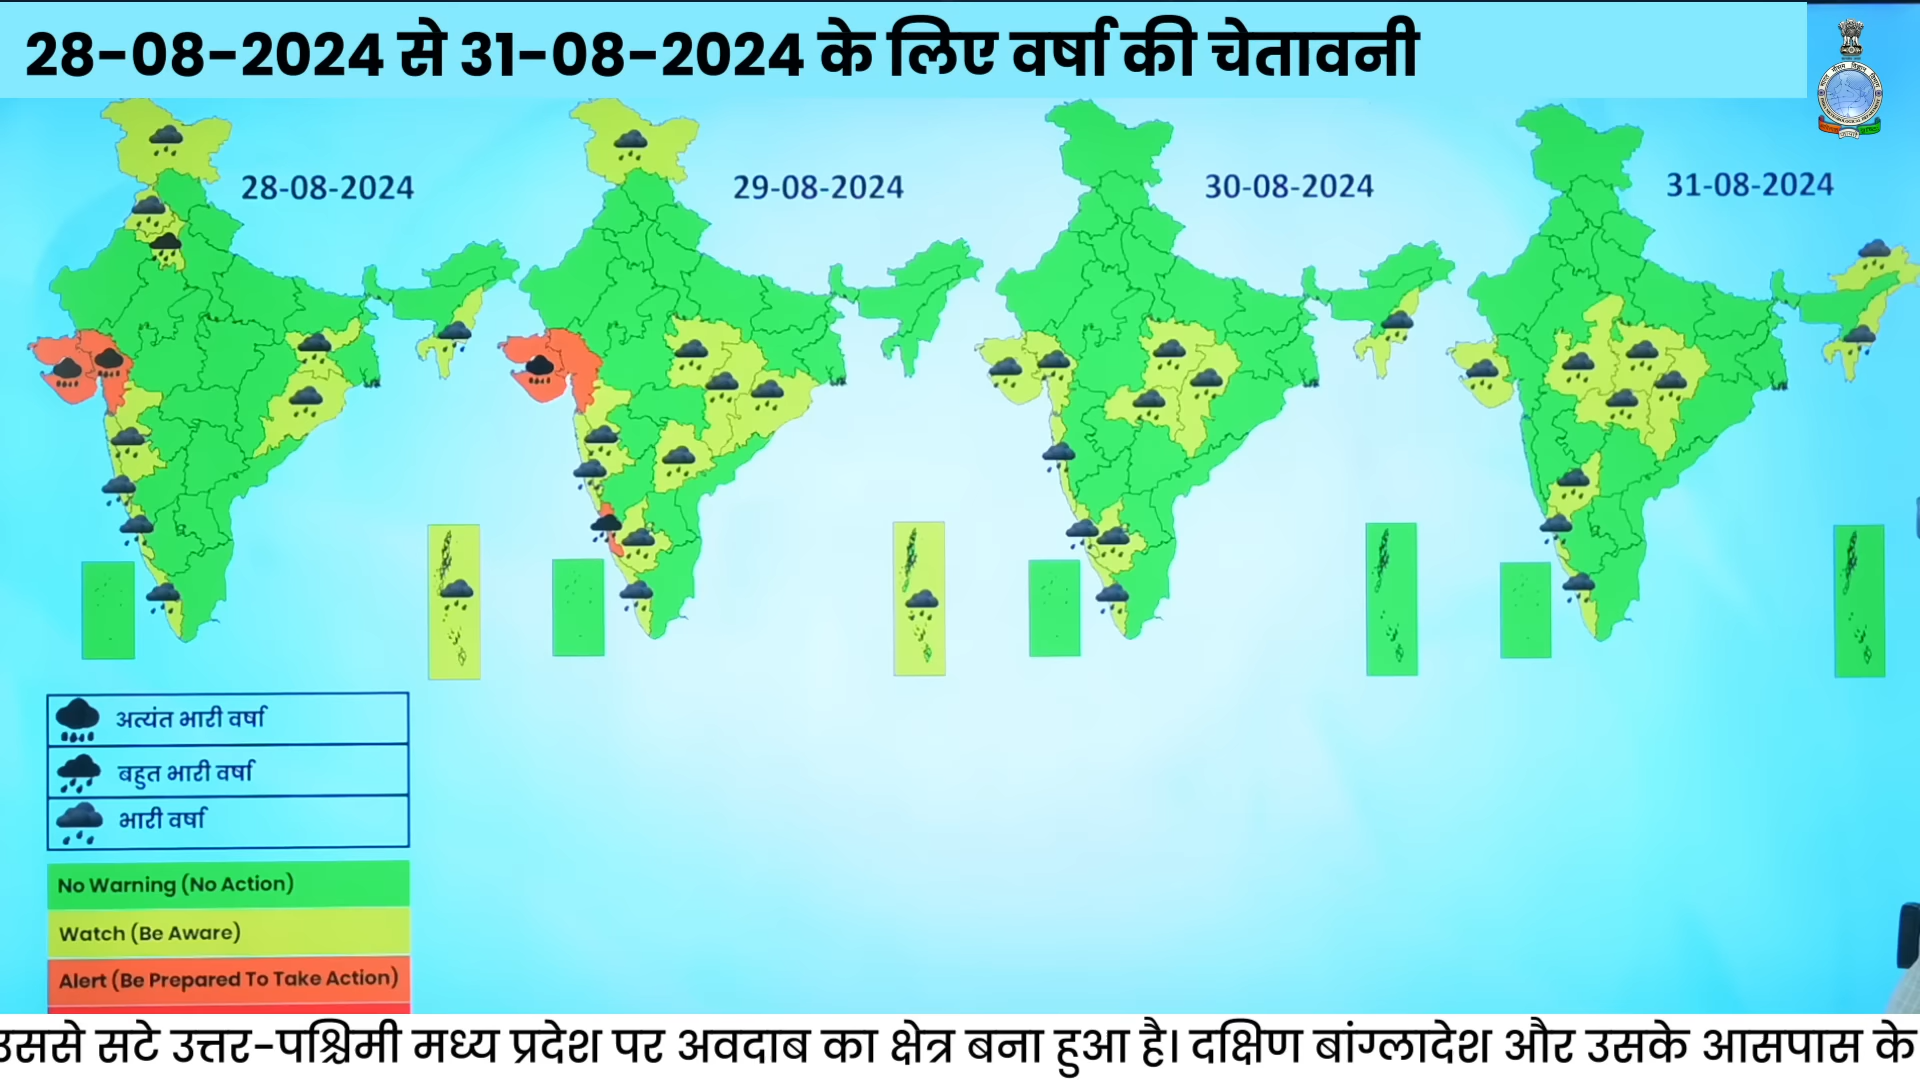 28-08-2024 से 31-08-2024 के लिए वर्षा की चेतावनी
28-08-2024
29-08-2024
30-08-2024
31-08-2024
अत्यंत भारी वर्षा
बहुत भारी वर्षा
भारी वर्षा
No Warning (No Action)
Watch (Be Aware)
Alert (Be Prepared To Take Action)
उससे सटे उत्तर-पश्चिमी मध्य प्रदेश पर अवदाब का क्षेत्र बना हुआ है। दक्षिण बांग्लादेश और उसके आसपास के